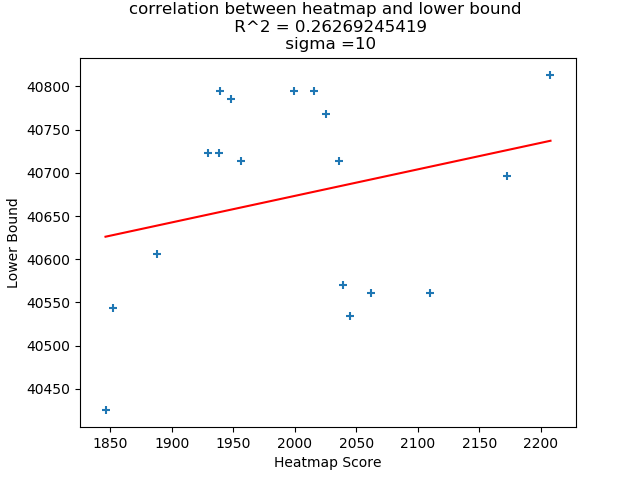 correlation between heatmap and lower bound
R^2 = 0.26269245419
sigma =10
40800
40750
40700
40650
40600
40550
40500
40450
Lower Bound
1850 1900 1950 2000 2050 2100 2150 2200
Heatmap Score